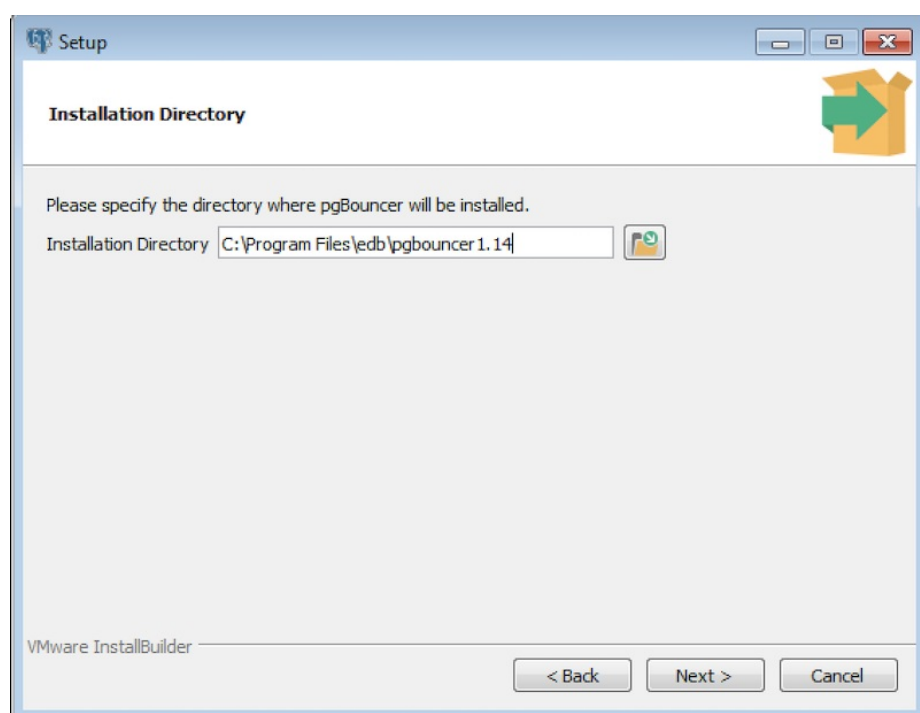 Setup
Installation Directory
Please specify the directory where pgBouncer will be installed.
Installation Directory C:\Program Files\edb\pgbouncer1.14
VMware InstallBuilder
< Back Next > Cancel